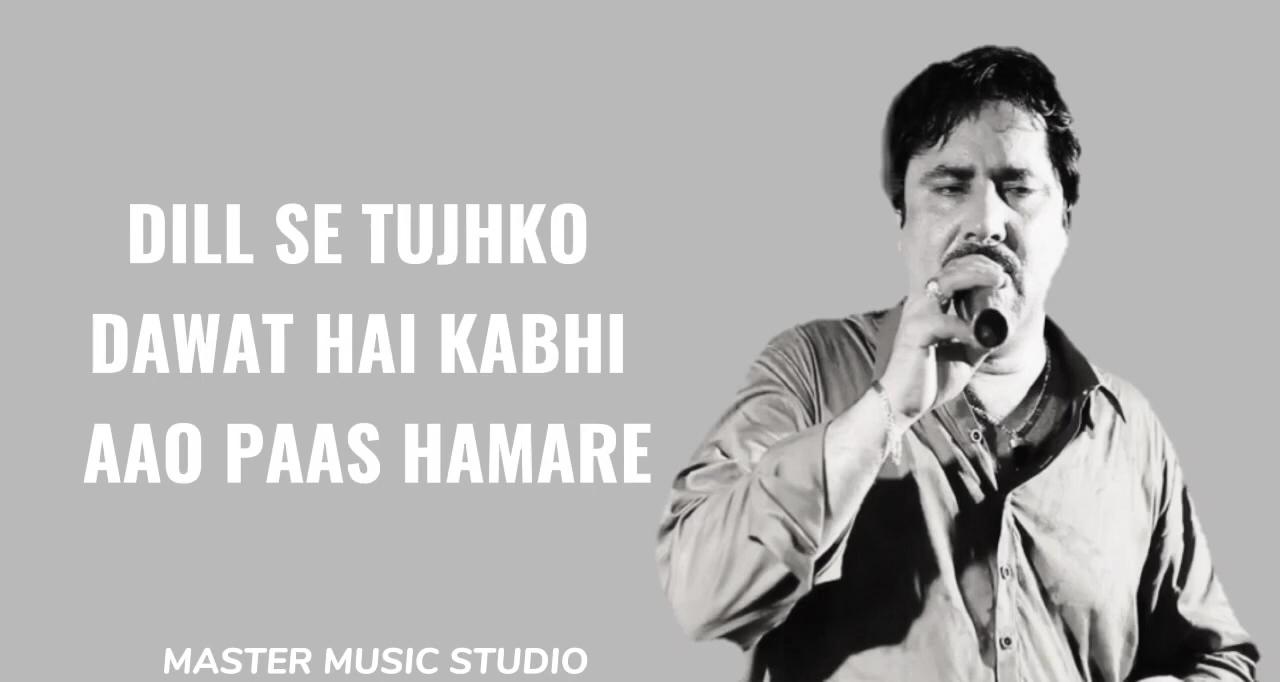 DILL SE TUJHKO
DAWAT HAI KABHI
AAO PAAS HAMARE
MASTER MUSIC STUDIO